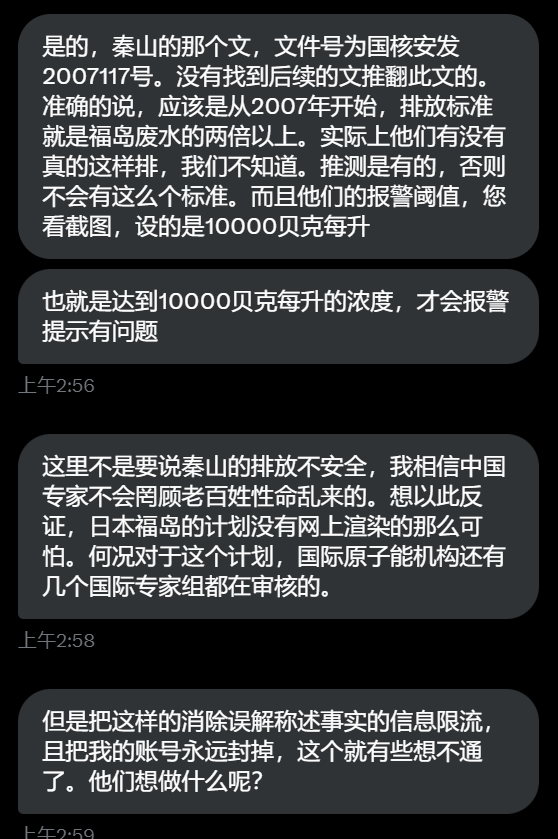 是的，秦山的那个文，文件号为国核安发
2007117号。没有找到后续的文推翻此文的。
准确的说，应该是从2007年开始，排放标准
就是福岛废水的两倍以上。实际上他们有没有
真的这样排，我们不知道。推测是有的，否则
不会有这么个标准。而且他们的报警阈值，您
看截图，设的是10000贝克每升
也就是达到10000贝克每升的浓度，才会报警
提示有问题
上午2:56
这里不是要说秦山的排放不安全，我相信中国
专家不会罔顾老百姓性命乱来的。想以此反
证，日本福岛的计划没有网上渲染的那么可
怕。何况对于这个计划，国际原子能机构还有
几个国际专家组都在审核的。
上午2:58
但是把这样的消除误解称述事实的信息限流，
且把我的账号永远封掉，这个就有些想不通
了。他们想做什么呢？
上午2:59